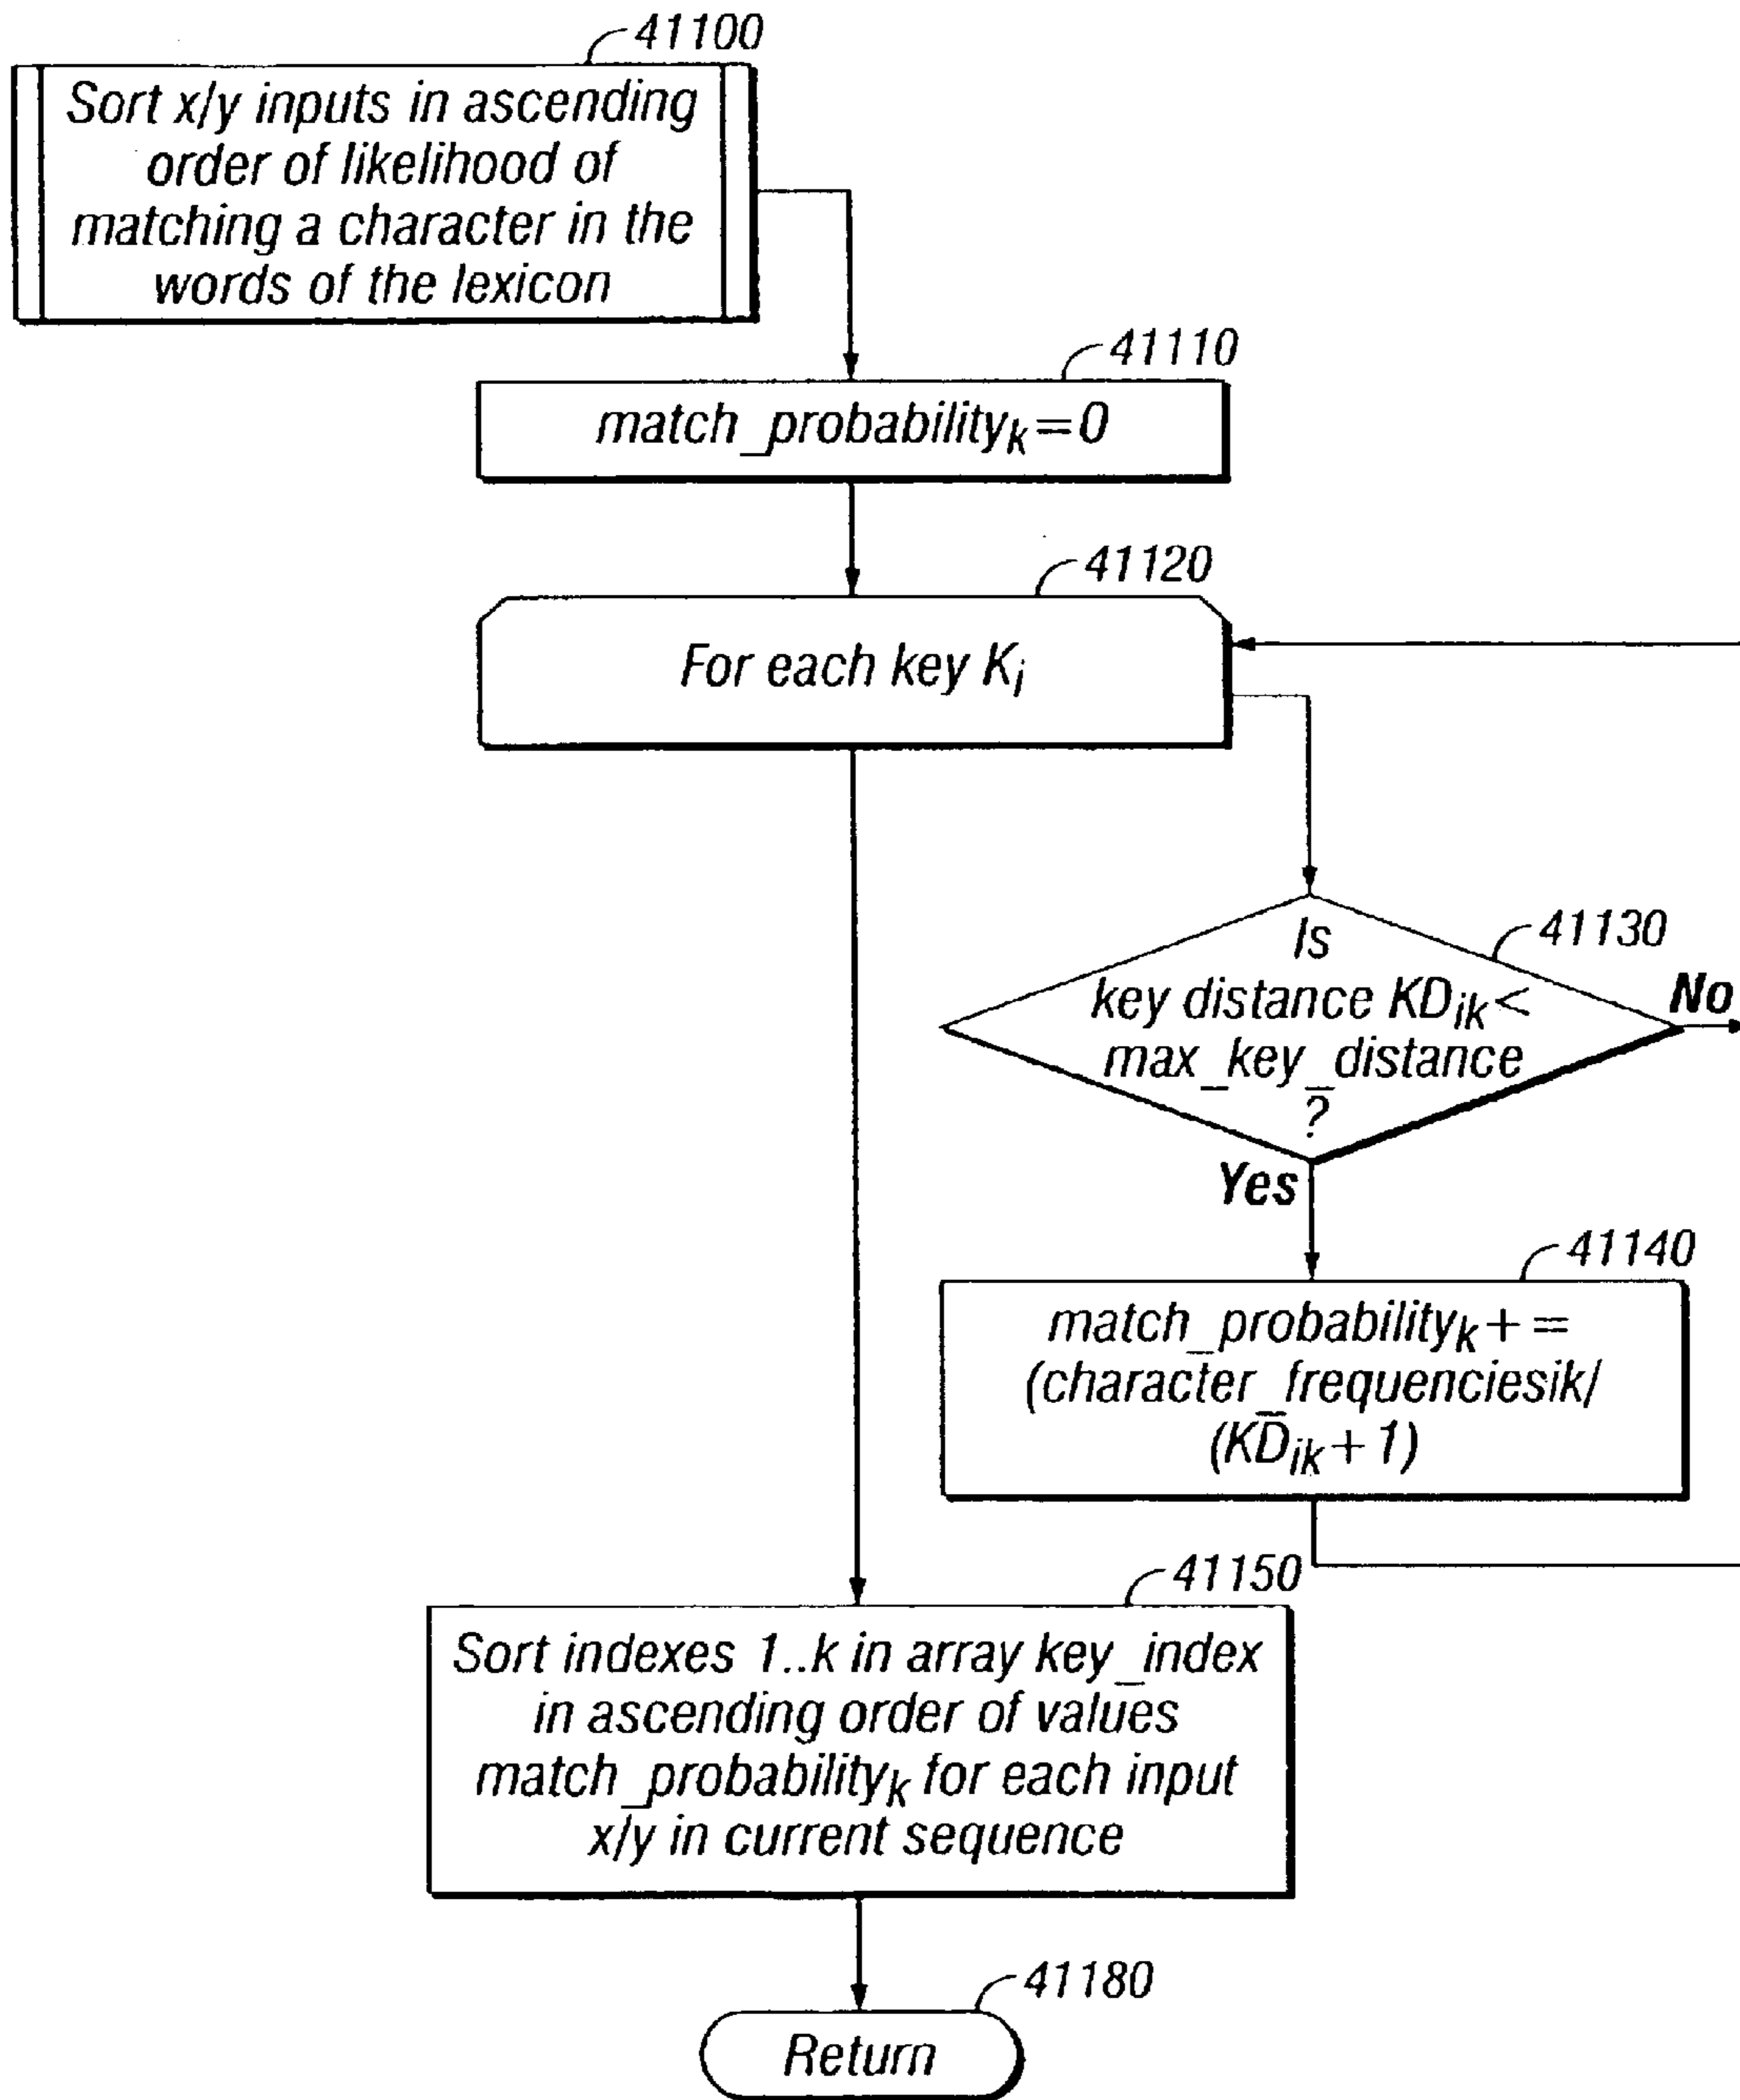 41100
Sort x/y inputs in ascending
order of likelihood of
matching a character in the
words of the lexicon
41110
match_probabilityk=0
41120
For each key Ki
41130
Is
key distance KDik<
max_key_distance
?
No
Yes
41140
match_probabilityk+=
(character_frequenciesik/
(KDik+1)
41150
Sort indexes 1..k in array key_index
in ascending order of values
match_probabilityk for each input
x/y in current sequence
41180
Return